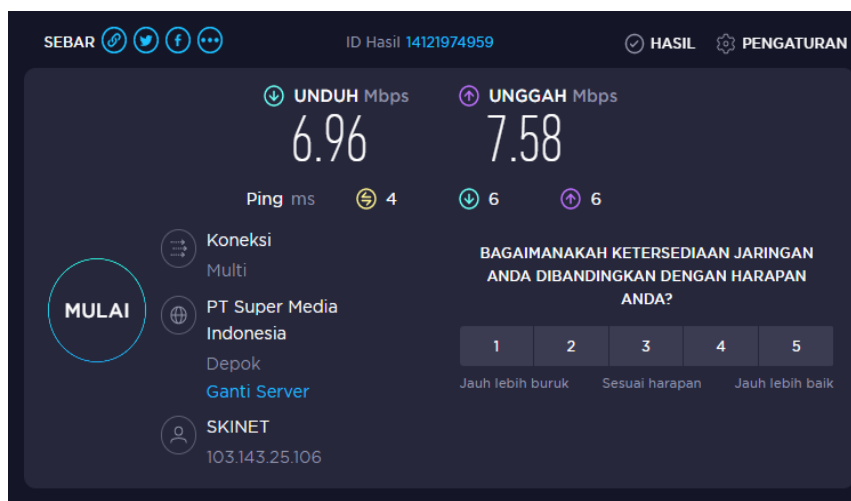 SEBAR
ID Hasil 14121974959
HASIL
PENGATURAN
UNDUH Mbps
6.96
UNGGAH Mbps
7.58
Ping ms 4 6 6
Koneksi
Multi
PT Super Media
Indonesia
Depok
Ganti Server
SKINET
103.143.25.106
MULAI
BAGAIMANAKAH KETERSEDIAAN JARINGAN
ANDA DIBANDINGKAN DENGAN HARAPAN
ANDA?
1 2 3 4 5
Jauh lebih buruk Sesuai harapan Jauh lebih baik